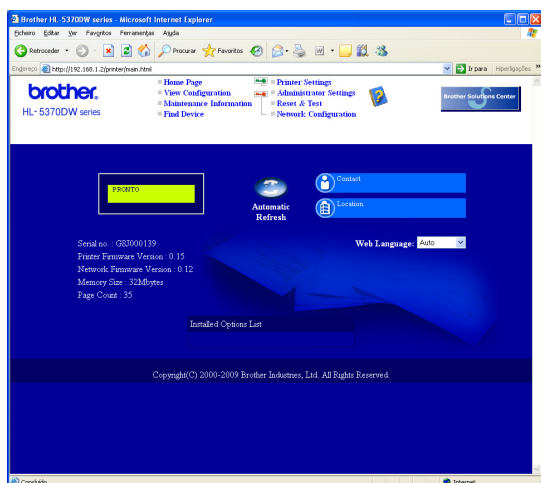 Brother HL-5370DW series - Microsoft Internet Explorer
Ficheiro Editar Ver Favoritos Ferramentas Ajuda
Retroceder Procurar Favoritos
Endereço http://192.168.1.2/printer/main.html Ir para Hiperligações »
brother.
HL-5370DW series
Home Page
View Configuration
Maintenance Information
Find Device
Printer Settings
Administrator Settings
Reset & Test
Network Configuration
Brother Solutions Center
PRONTO
Automatic
Refresh
Contact
Location
Serial no. : G8J000139
Printer Firmware Version : 0.15
Network Firmware Version : 0.12
Memory Size : 32Mbytes
Page Count : 35
Web Language: Auto
Installed Options List
Copyright(C) 2000-2009 Brother Industries, Ltd. All Rights Reserved.
Concluído Internet